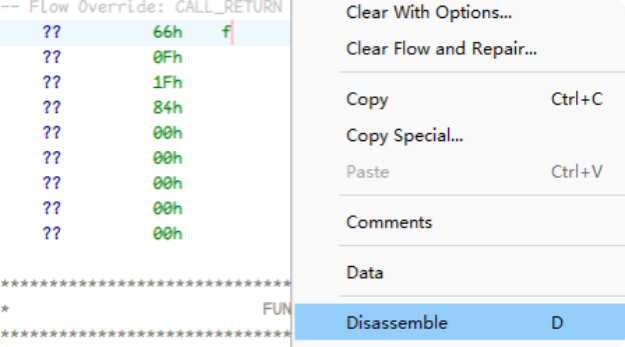 -- Flow Override: CALL_RETURN
?? 66h f
?? 0Fh
?? 1Fh
?? 84h
?? 00h
?? 00h
?? 00h
?? 00h
?? 00h
*******************************
* FUN
*******************************
Clear With Options...
Clear Flow and Repair...
Copy Ctrl+C
Copy Special...
Paste Ctrl+V
Comments
Data
Disassemble D